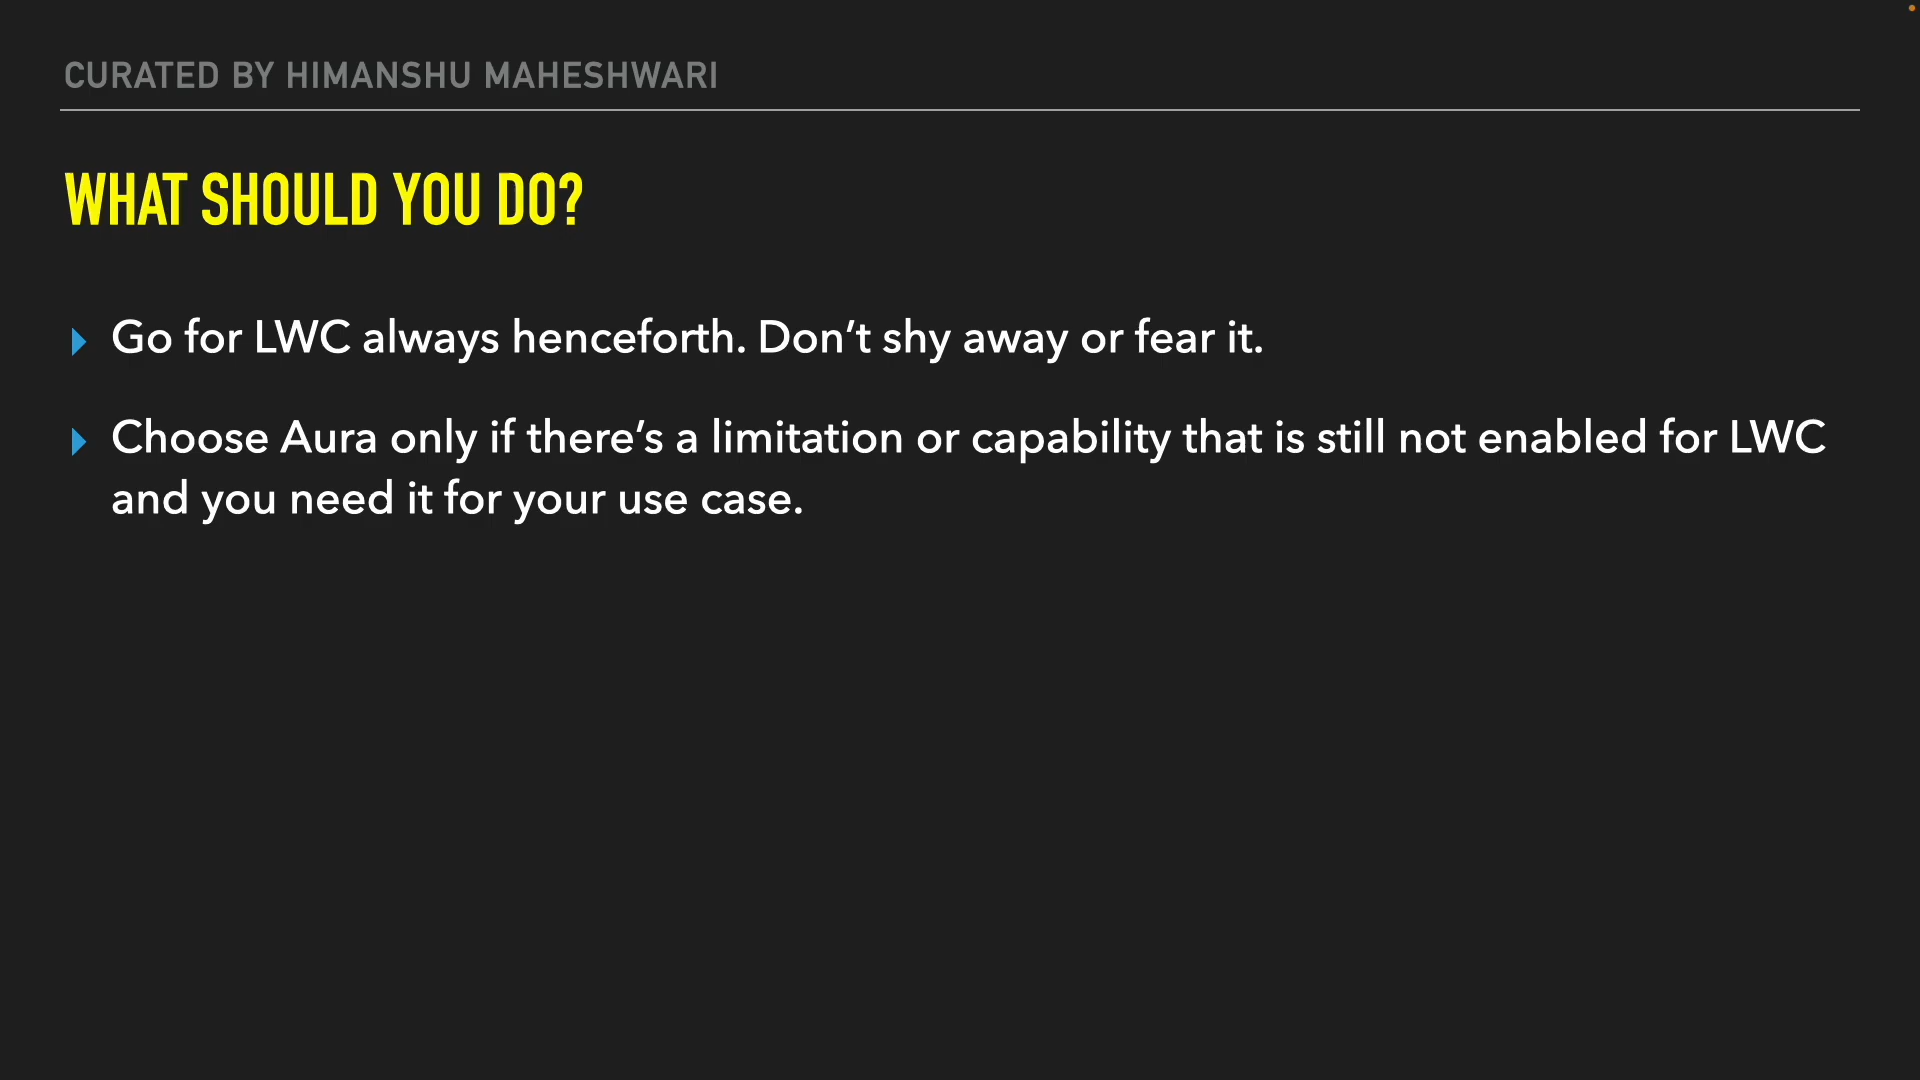 CURATED BY HIMANSHU MAHESHWARI
WHAT SHOULD YOU DO?
Go for LWC always henceforth. Don’t shy away or fear it.
Choose Aura only if there’s a limitation or capability that is still not enabled for LWC
and you need it for your use case.